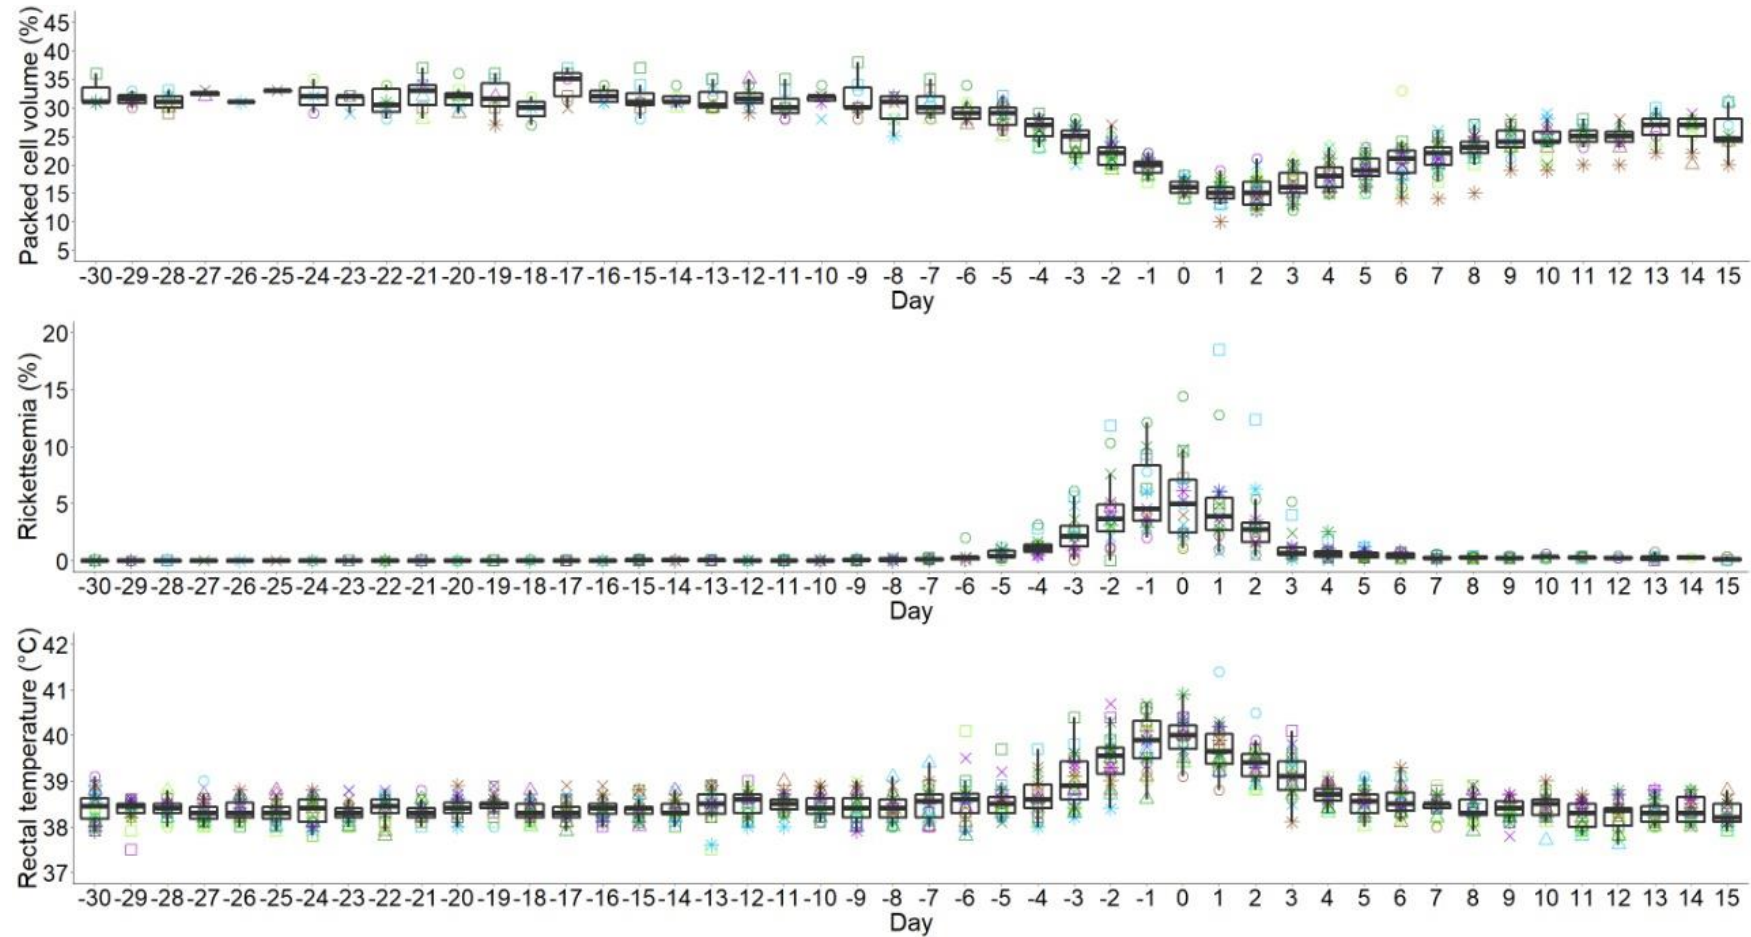 Packed cell volume (%)
45
40
35
30
25
20
15
10
5
-30 -29 -28 -27 -26 -25 -24 -23 -22 -21 -20 -19 -18 -17 -16 -15 -14 -13 -12 -11 -10 -9 -8 -7 -6 -5 -4 -3 -2 -1 0 1 2 3 4 5 6 7 8 9 10 11 12 13 14 15
Day
Rickettsemia (%)
20
15
10
5
0
-30 -29 -28 -27 -26 -25 -24 -23 -22 -21 -20 -19 -18 -17 -16 -15 -14 -13 -12 -11 -10 -9 -8 -7 -6 -5 -4 -3 -2 -1 0 1 2 3 4 5 6 7 8 9 10 11 12 13 14 15
Day
Rectal temperature (°C)
42
41
40
39
38
37
-30 -29 -28 -27 -26 -25 -24 -23 -22 -21 -20 -19 -18 -17 -16 -15 -14 -13 -12 -11 -10 -9 -8 -7 -6 -5 -4 -3 -2 -1 0 1 2 3 4 5 6 7 8 9 10 11 12 13 14 15
Day